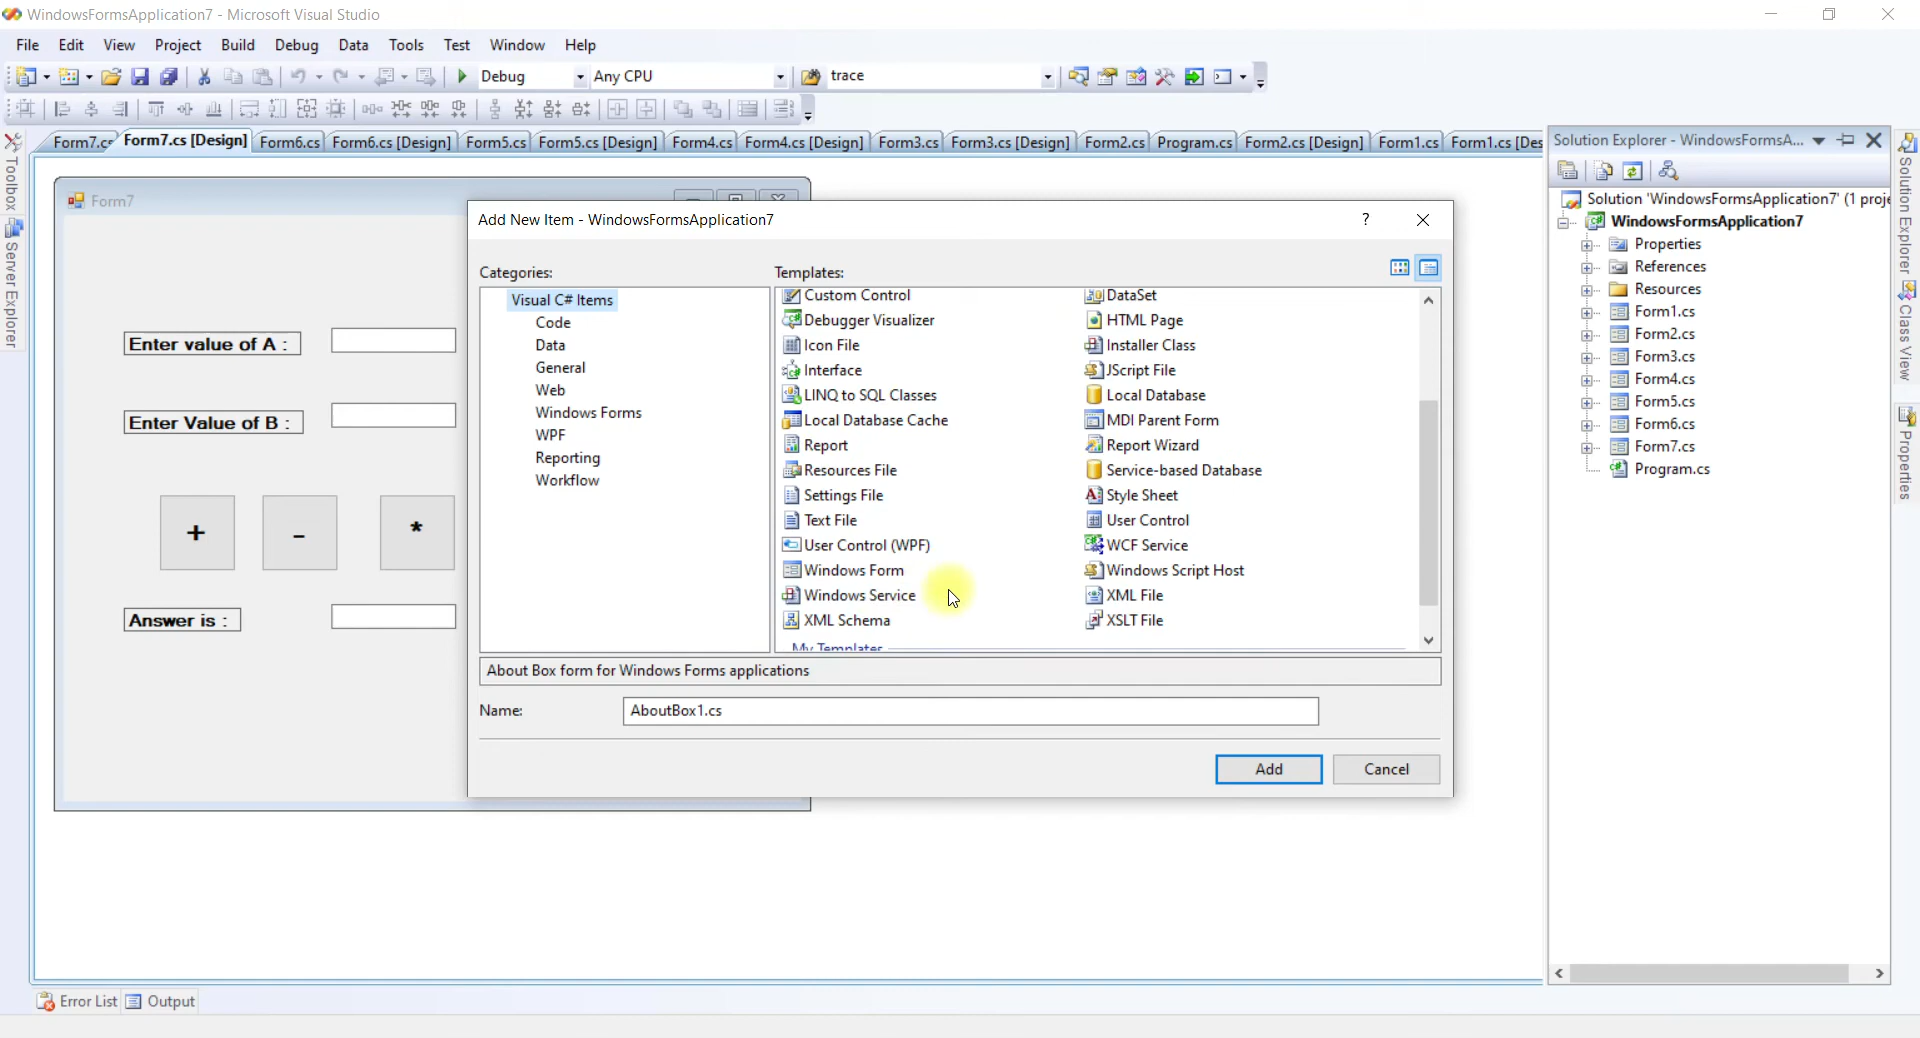 WindowsFormsApplication7 - Microsoft Visual Studio
File Edit View Project Build Debug Data Tools Test Window Help
Debug Any CPU trace
Form7.cs Form7.cs [Design] Form6.cs Form6.cs [Design] Form5.cs Form5.cs [Design] Form4.cs Form4.cs [Design] Form3.cs Form3.cs [Design] Form2.cs Program.cs Form2.cs [Design] Form1.cs Form1.cs [Des
Toolbox
Server Explorer
Form7
Enter value of A :
Enter Value of B :
+ - *
Answer is :
Add New Item - WindowsFormsApplication7 ?
Categories:
Visual C# Items
Code
Data
General
Web
Windows Forms
WPF
Reporting
Workflow
Templates:
Custom Control DataSet
Debugger Visualizer HTML Page
Icon File Installer Class
Interface JScript File
LINQ to SQL Classes Local Database
Local Database Cache MDI Parent Form
Report Report Wizard
Resources File Service-based Database
Settings File Style Sheet
Text File User Control
User Control (WPF) WCF Service
Windows Form Windows Script Host
Windows Service XML File
XML Schema XSLT File
My Templates
About Box form for Windows Forms applications
Name: AboutBox1.cs
Add Cancel
Solution Explorer - WindowsFormsA...
Solution 'WindowsFormsApplication7' (1 proje
WindowsFormsApplication7
Properties
References
Resources
Form1.cs
Form2.cs
Form3.cs
Form4.cs
Form5.cs
Form6.cs
Form7.cs
Program.cs
Solution Explorer
Class View
Properties
Error List Output